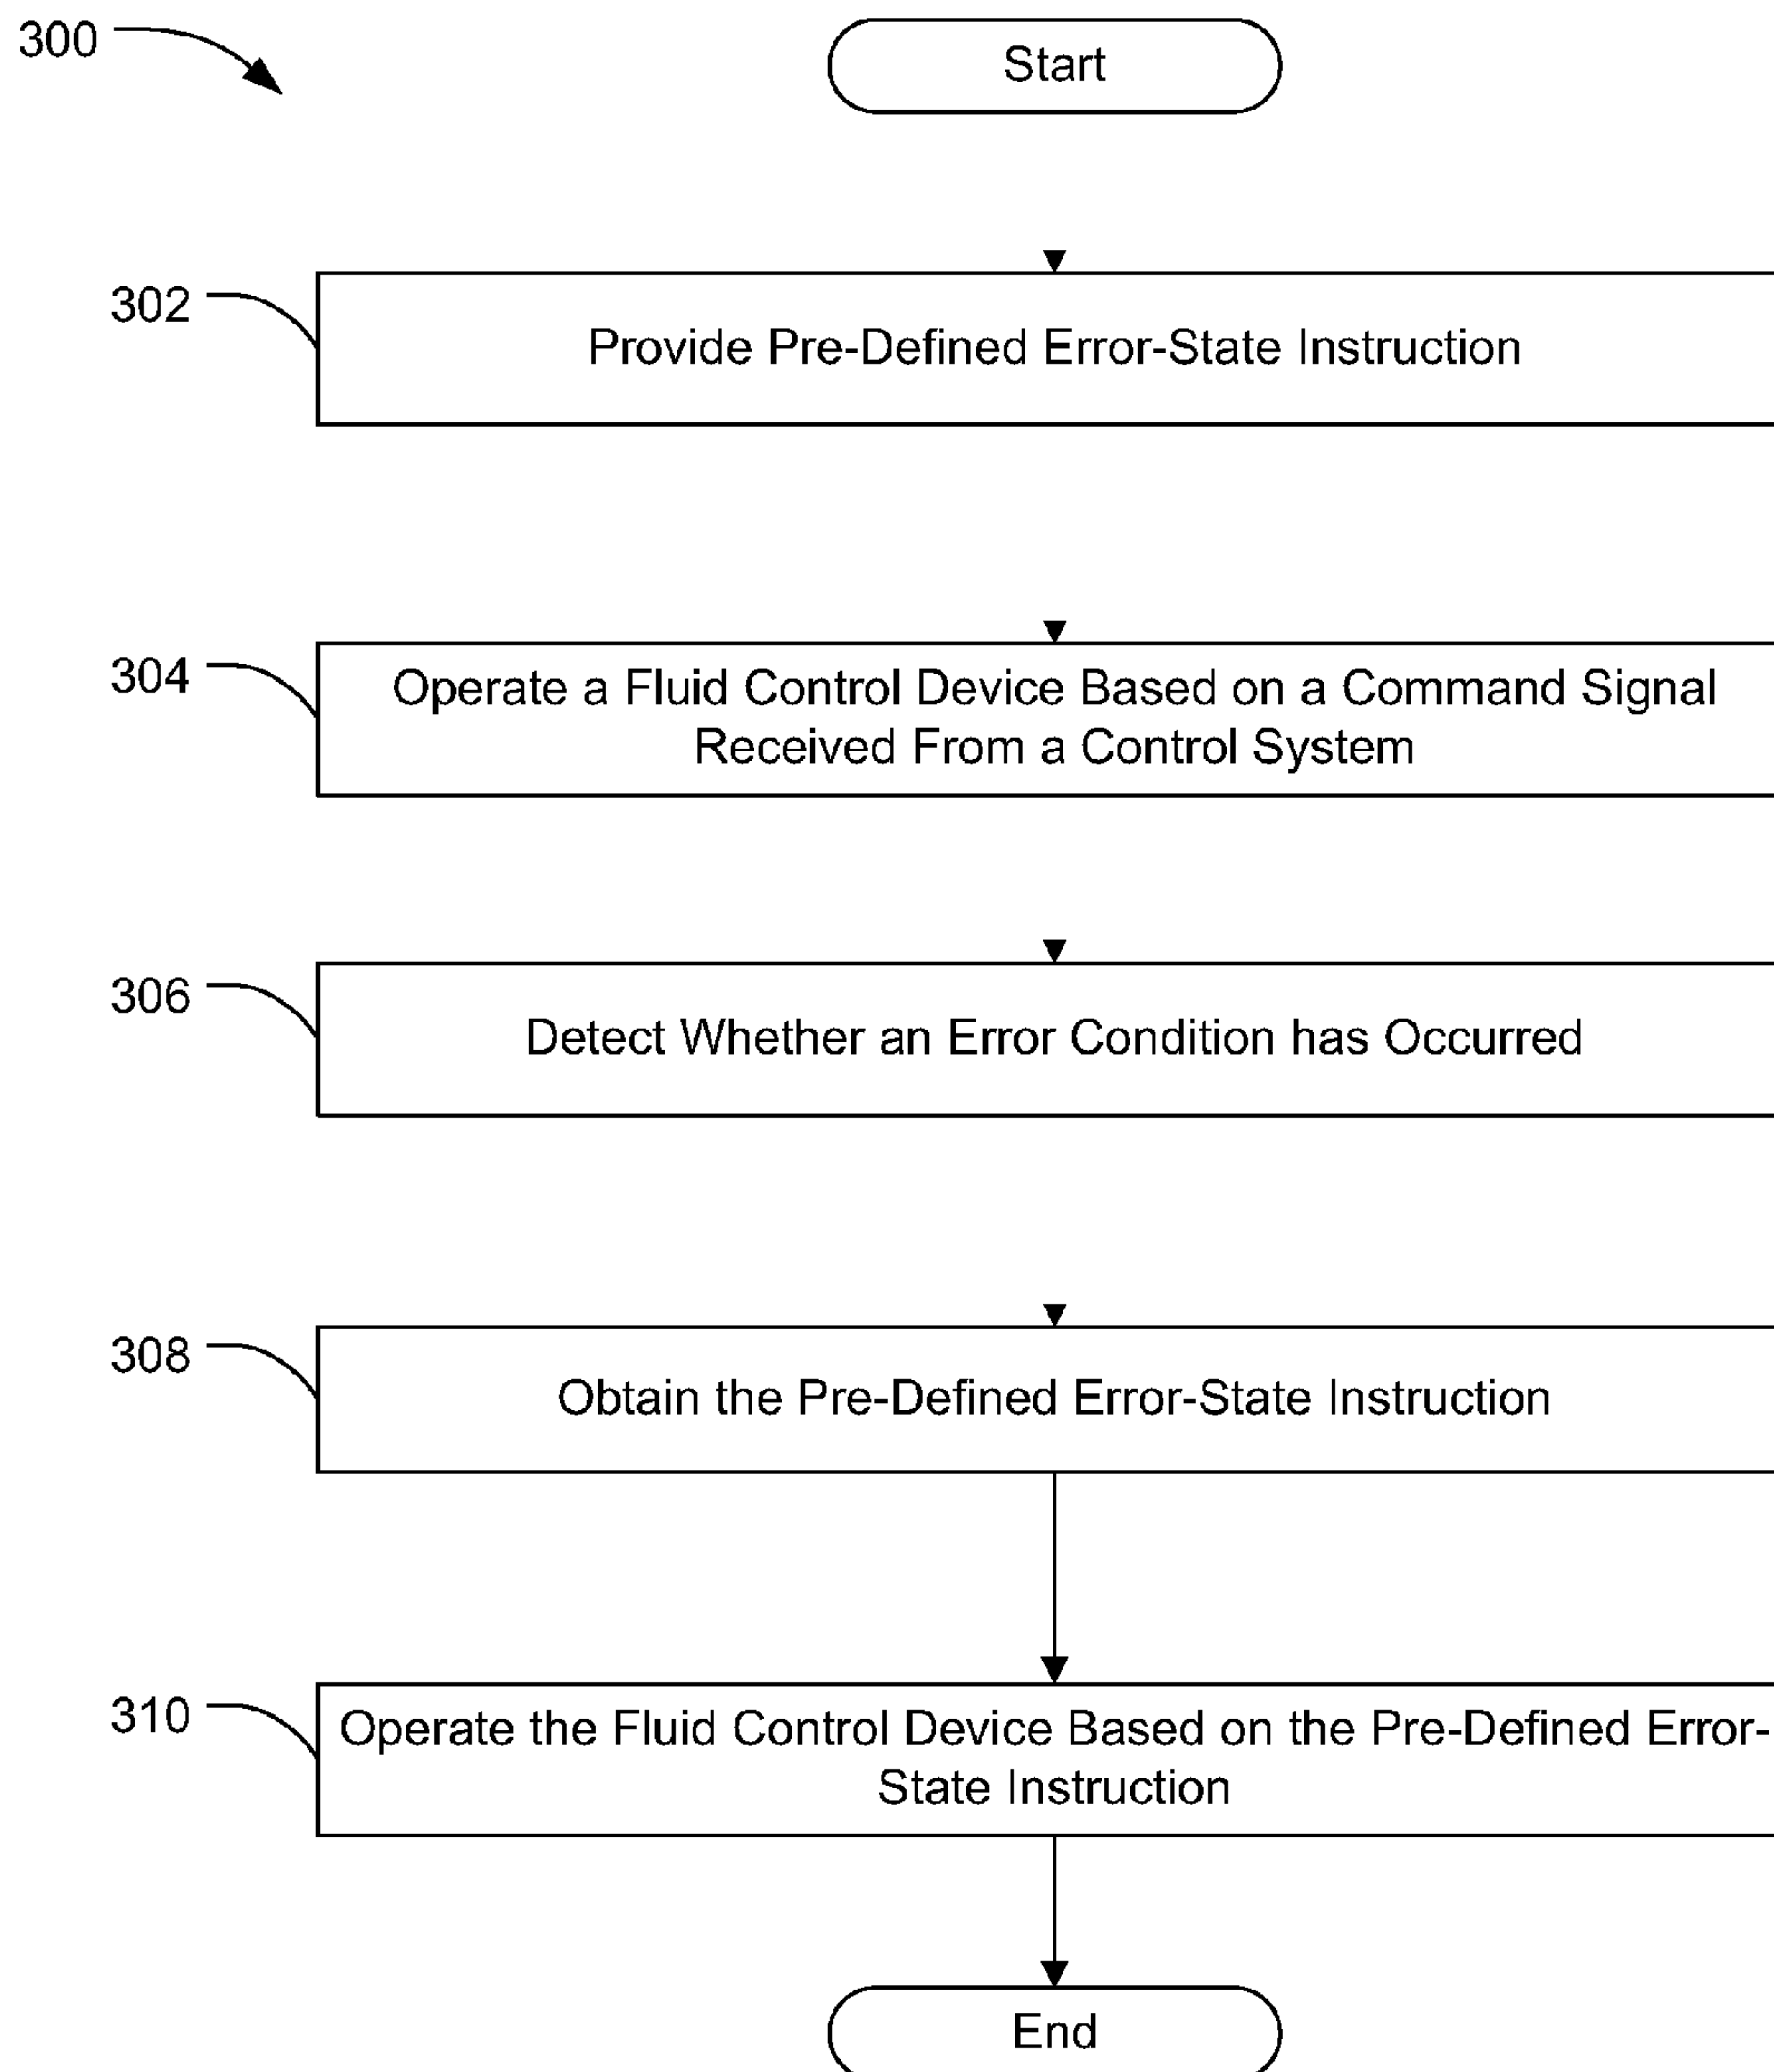 300
Start
302
Provide Pre-Defined Error-State Instruction
304
Operate a Fluid Control Device Based on a Command Signal
Received From a Control System
306
Detect Whether an Error Condition has Occurred
308
Obtain the Pre-Defined Error-State Instruction
310
Operate the Fluid Control Device Based on the Pre-Defined Error-
State Instruction
End